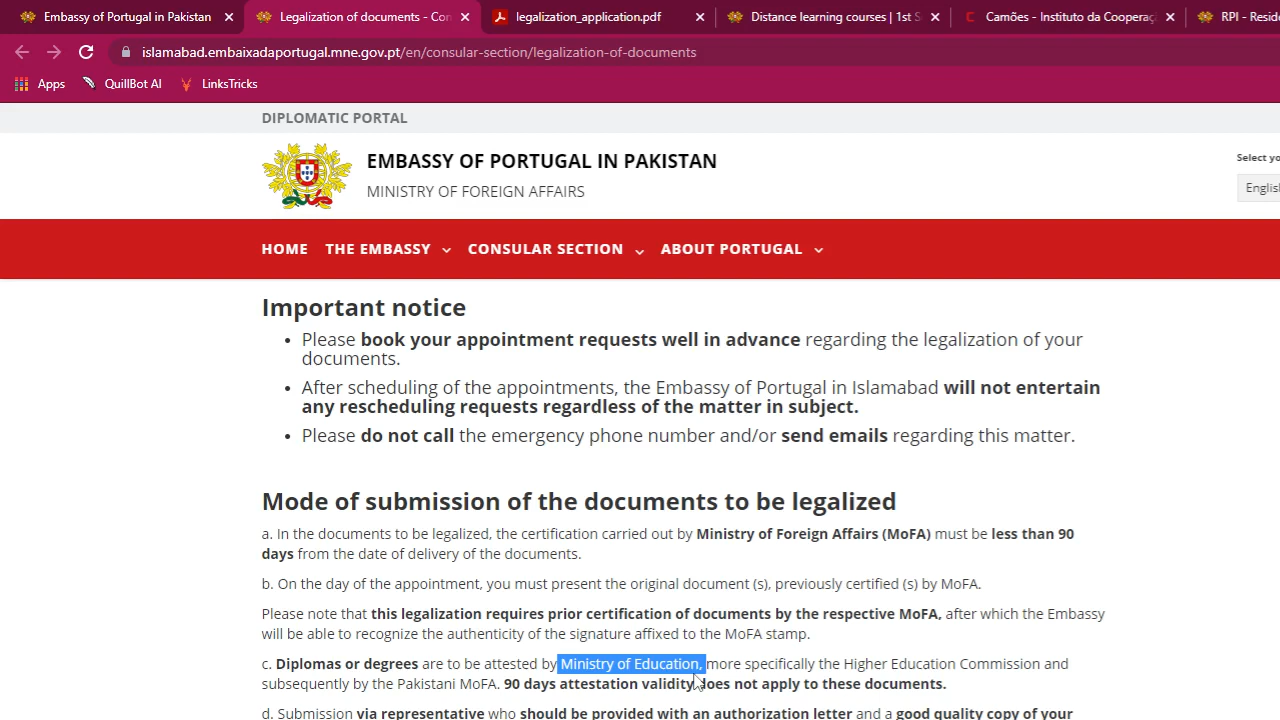 Embassy of Portugal in Pakistan
Legalization of documents - Con
legalization_application.pdf
Distance learning courses | 1st S
Camões - Instituto da Cooperaç
RPI - Reside
islamabad.embaixadaportugal.mne.gov.pt/en/consular-section/legalization-of-documents
Apps QuillBot AI LinksTricks
DIPLOMATIC PORTAL
EMBASSY OF PORTUGAL IN PAKISTAN
MINISTRY OF FOREIGN AFFAIRS
Select yo
English
HOME THE EMBASSY CONSULAR SECTION ABOUT PORTUGAL
Important notice
• Please book your appointment requests well in advance regarding the legalization of your
documents.
• After scheduling of the appointments, the Embassy of Portugal in Islamabad will not entertain
any rescheduling requests regardless of the matter in subject.
• Please do not call the emergency phone number and/or send emails regarding this matter.
Mode of submission of the documents to be legalized
a. In the documents to be legalized, the certification carried out by Ministry of Foreign Affairs (MoFA) must be less than 90
days from the date of delivery of the documents.
b. On the day of the appointment, you must present the original document (s), previously certified (s) by MoFA.
Please note that this legalization requires prior certification of documents by the respective MoFA, after which the Embassy
will be able to recognize the authenticity of the signature affixed to the MoFA stamp.
c. Diplomas or degrees are to be attested by Ministry of Education, more specifically the Higher Education Commission and
subsequently by the Pakistani MoFA. 90 days attestation validity does not apply to these documents.
d. Submission via representative who should be provided with an authorization letter and a good quality copy of your